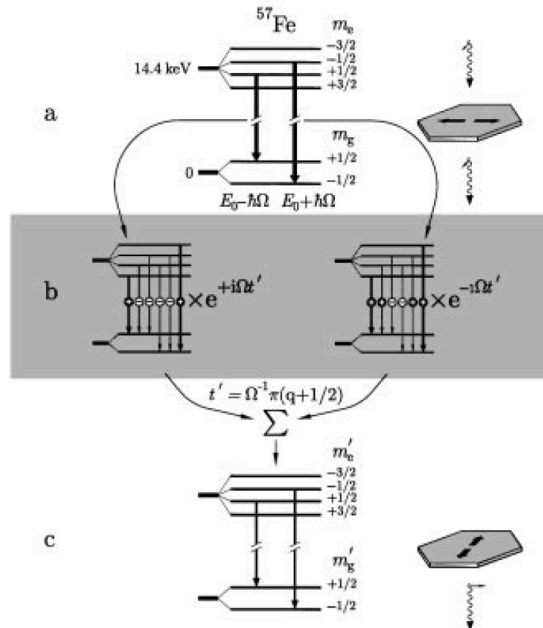 ⁵⁷Fe
mₑ
−3/2
−1/2
14.4 keV
+1/2
+3/2
a
m_g
+1/2
0
−1/2
E₀−ħΩ E₀+ħΩ
b
×e^{+iΩt′}
×e^{−iΩt′}
t′ = Ω⁻¹π(q+1/2)
Σ
m′ₑ
−3/2
−1/2
+1/2
+3/2
c
m′_g
+1/2
−1/2